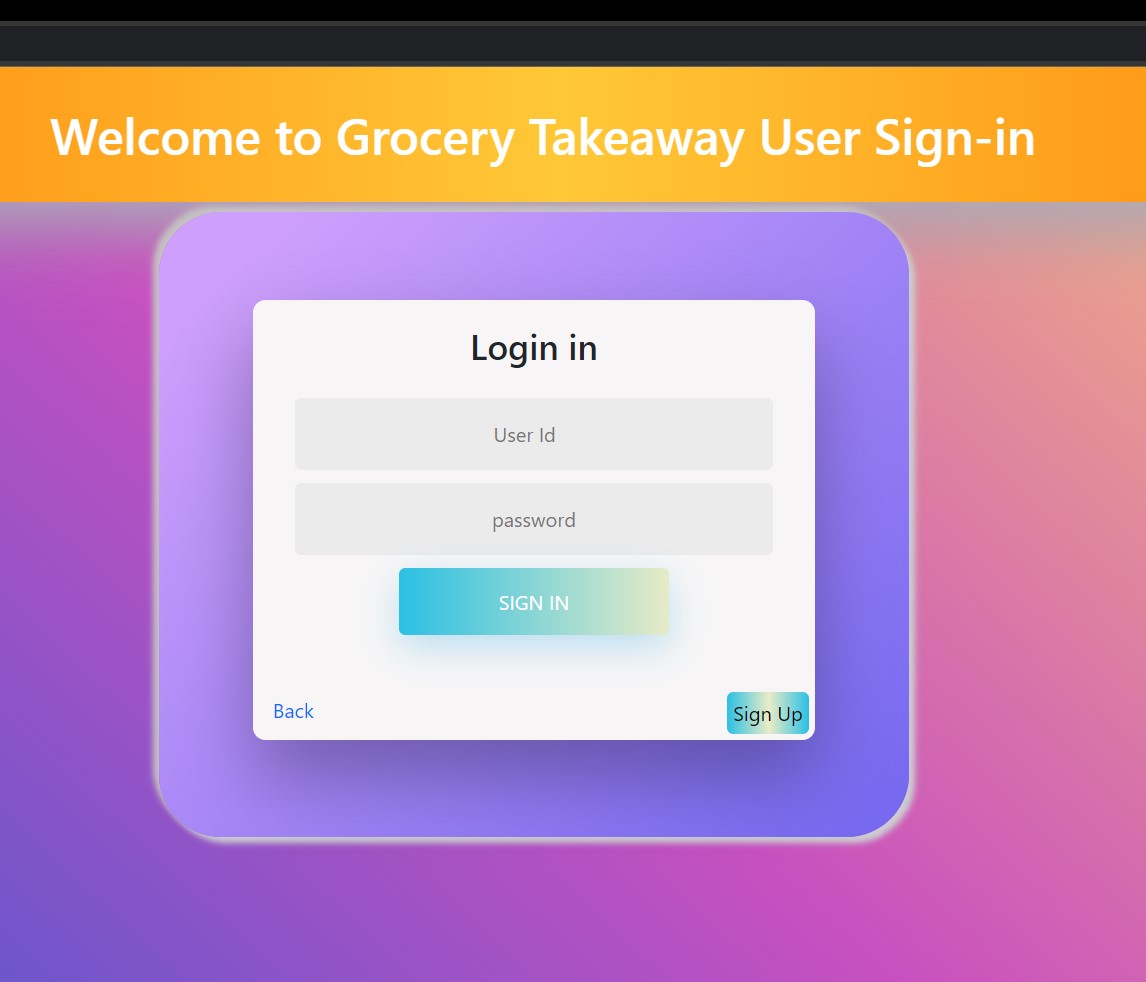 Welcome to Grocery Takeaway User Sign-in
Login in
User Id
password
SIGN IN
Back
Sign Up